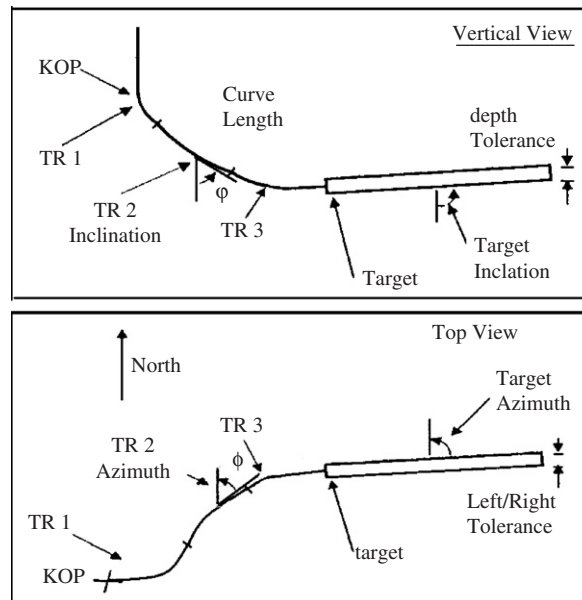 Vertical View
KOP
Curve
Length
depth
Tolerance
TR 1
TR 2
Inclination
φ
TR 3
Target
Target
Inclation
Top View
North
Target
Azimuth
TR 3
TR 2
Azimuth
ϕ
TR 1
Left/Right
Tolerance
target
KOP